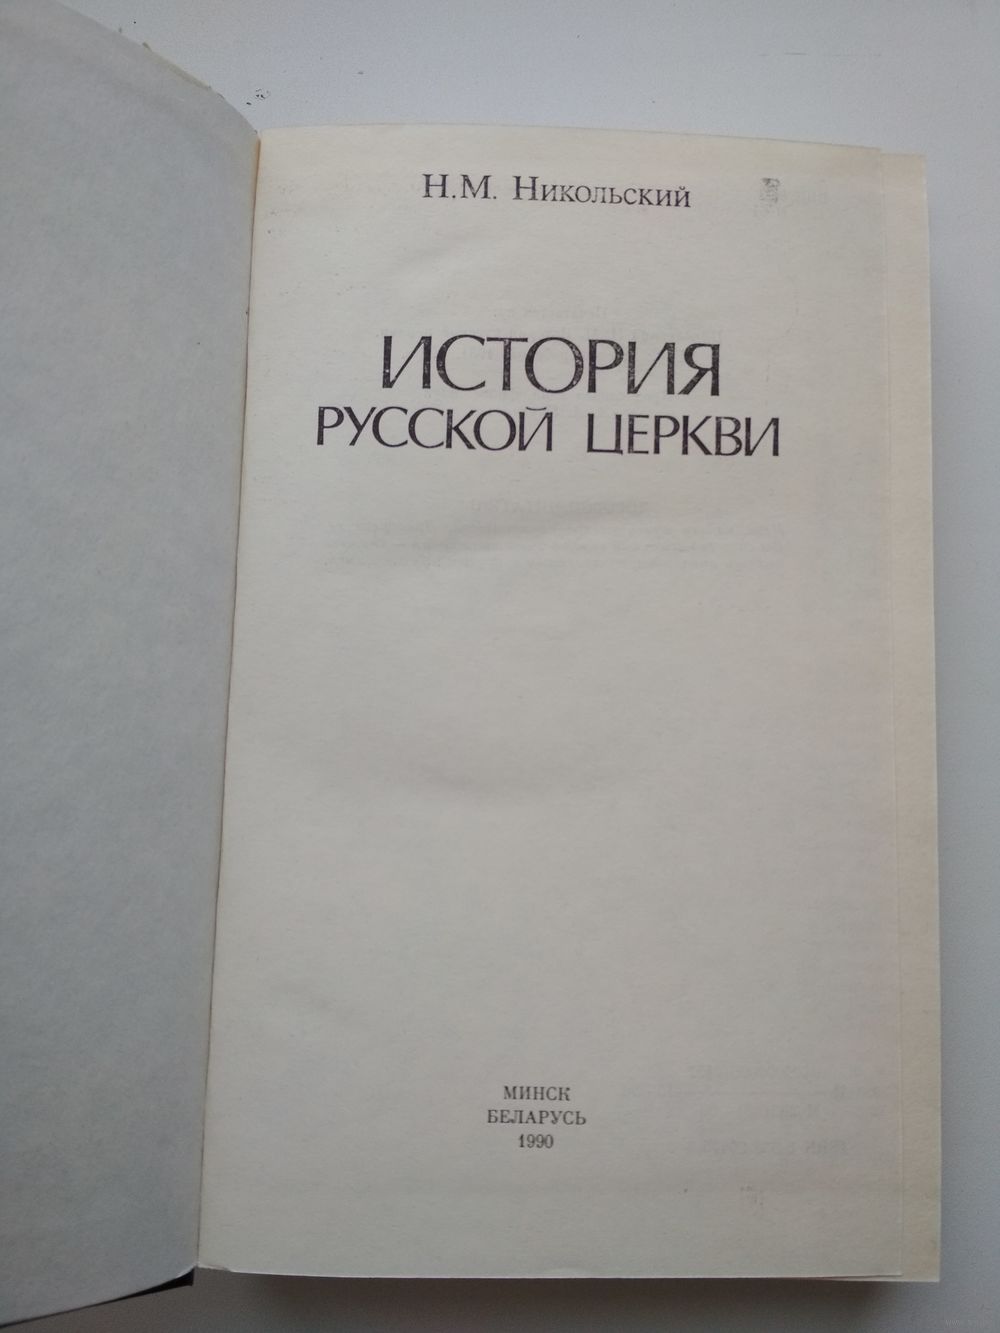 Н.М. Никольский
ИСТОРИЯ
РУССКОЙ ЦЕРКВИ
МИНСК
БЕЛАРУСЬ
1990